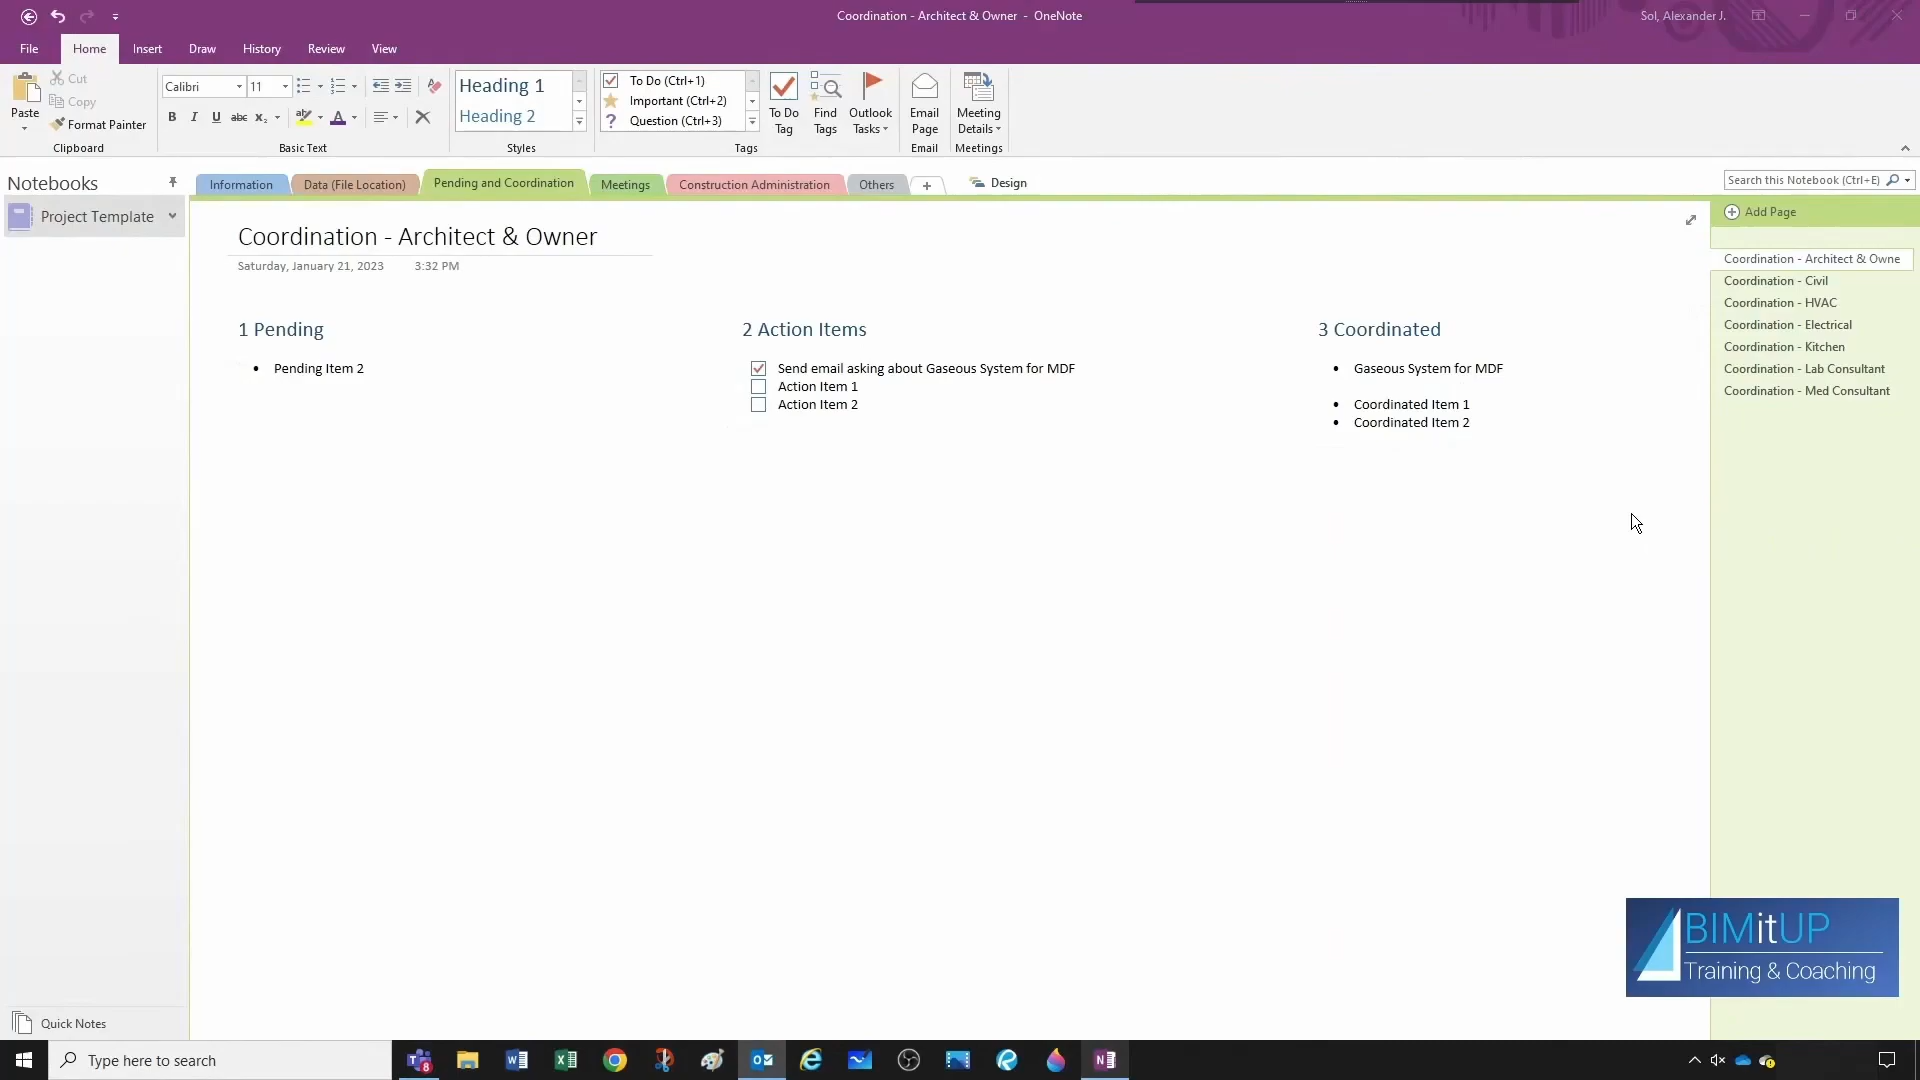 Coordination - Architect & Owner - OneNote
Sol, Alexander J.
File Home Insert Draw History Review View
Paste
Cut
Copy
Format Painter
Clipboard
Calibri 11
B I U abc X₂ ab A
Basic Text
Heading 1
Heading 2
Styles
To Do (Ctrl+1)
Important (Ctrl+2)
Question (Ctrl+3)
To Do
Tag
Find
Tags
Outlook
Tasks
Tags
Email
Page
Email
Meeting
Details
Meetings
Notebooks
Project Template
Information Data (File Location) Pending and Coordination Meetings Construction Administration Others + Design
Search this Notebook (Ctrl+E)
Add Page
Coordination - Architect & Owner
Saturday, January 21, 2023 3:32 PM
1 Pending
• Pending Item 2
2 Action Items
Send email asking about Gaseous System for MDF
Action Item 1
Action Item 2
3 Coordinated
• Gaseous System for MDF
• Coordinated Item 1
• Coordinated Item 2
Coordination - Architect & Owne
Coordination - Civil
Coordination - HVAC
Coordination - Electrical
Coordination - Kitchen
Coordination - Lab Consultant
Coordination - Med Consultant
BIMitUP
Training & Coaching
Quick Notes
Type here to search